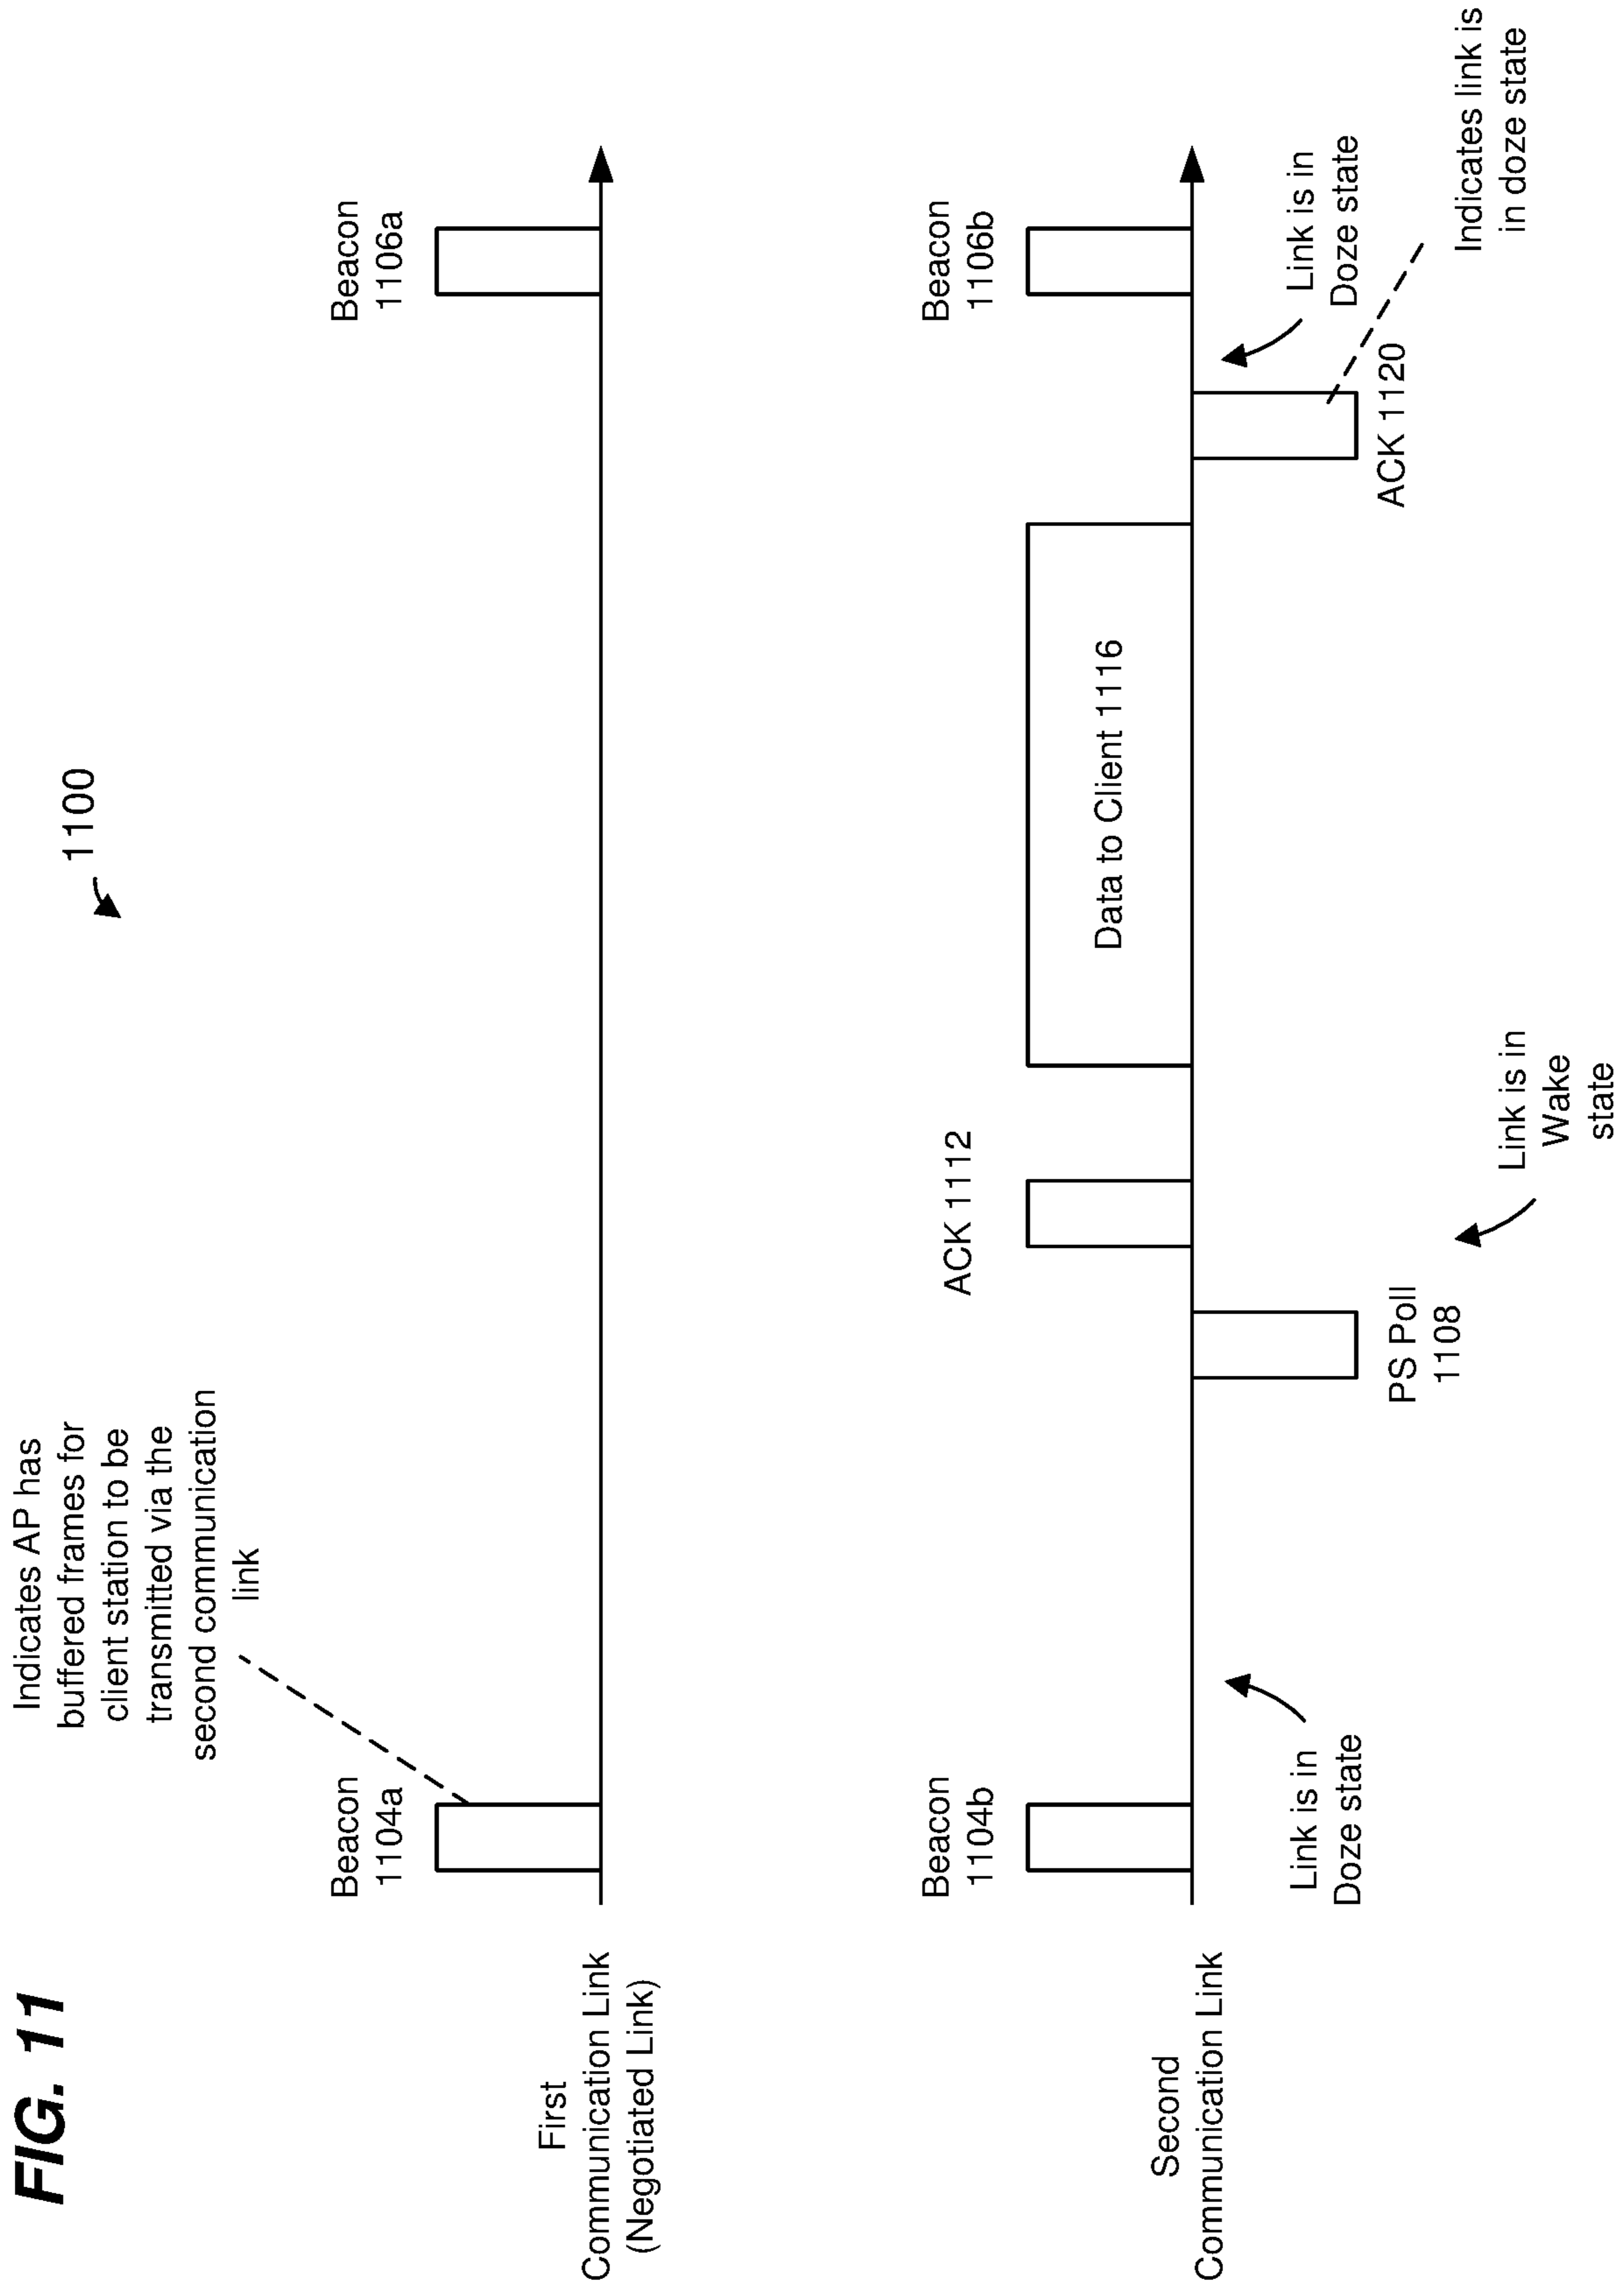 FIG. 11
1100
Indicates AP has
buffered frames for
client station to be
transmitted via the
second communication
link
Beacon
1104a
Beacon
1106a
First
Communication Link
(Negotiated Link)
Beacon
1104b
ACK 1112
Data to Client 1116
Beacon
1106b
Second
Communication Link
Link is in
Doze state
PS Poll
1108
Link is in
Wake
state
ACK 1120
Link is in
Doze state
Indicates link is
in doze state